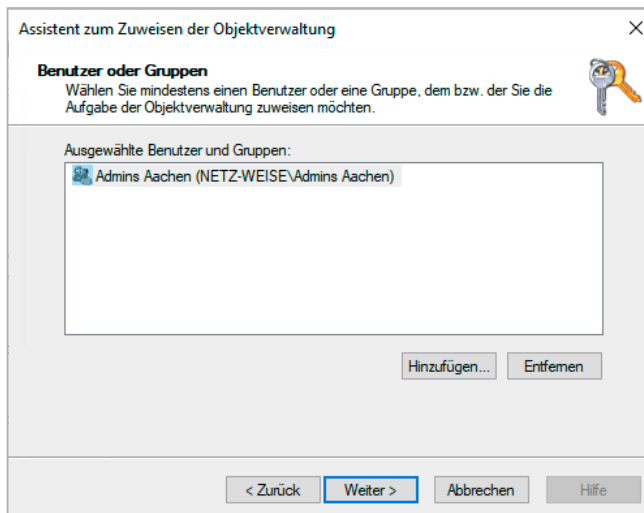 Assistent zum Zuweisen der Objektverwaltung
Benutzer oder Gruppen
Wählen Sie mindestens einen Benutzer oder eine Gruppe, dem bzw. der Sie die
Aufgabe der Objektverwaltung zuweisen möchten.
Ausgewählte Benutzer und Gruppen:
Admins Aachen (NETZ-WEISE\Admins Aachen)
Hinzufügen... Entfernen
< Zurück Weiter > Abbrechen Hilfe